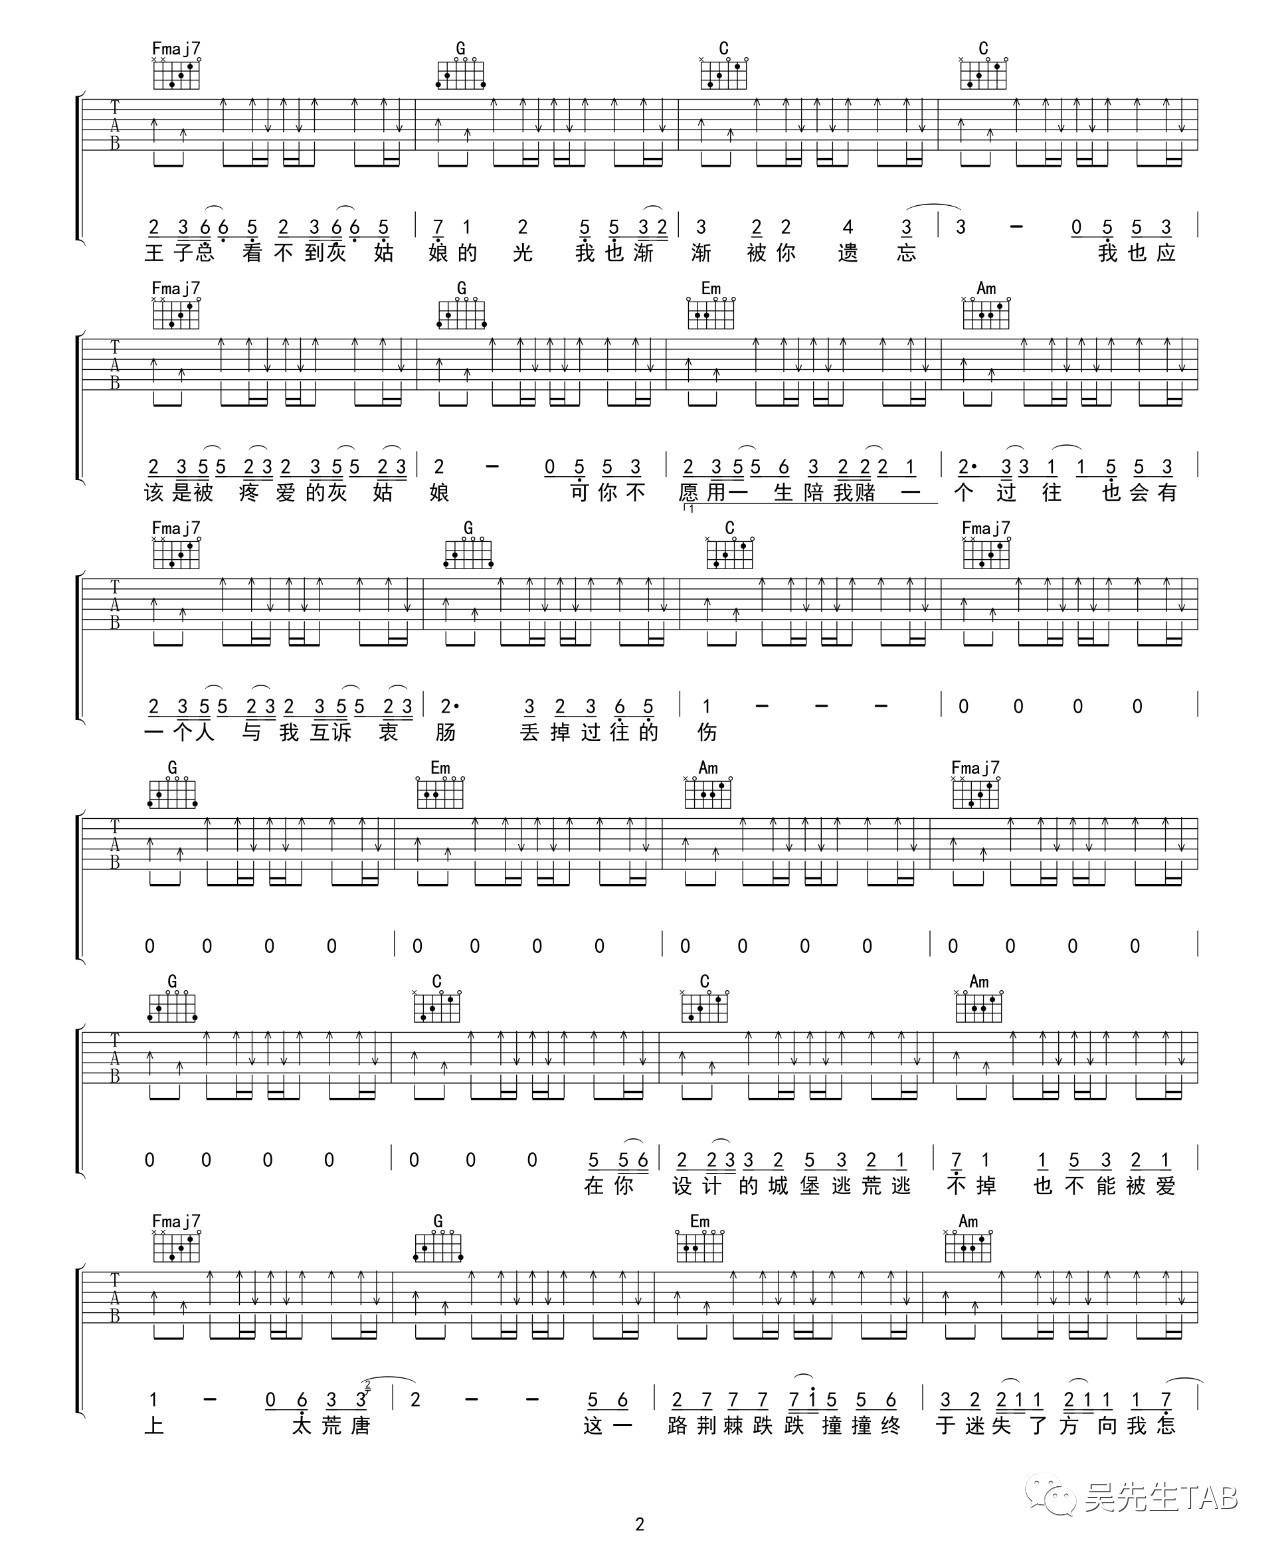 Fmaj7 G C C
T A B
2 3 6 6 5 2 3 6 6 5 7 1 2 5 5 3 2 3 2 2 4 3 3 – 0 5 5 3
王子总 看不到灰 姑 娘的 光 我也渐 渐 被你 遗 忘 我也应
Fmaj7 G Em Am
T A B
2 3 5 5 2 3 2 3 5 5 2 3 2 – 0 5 5 3 2 3 5 5 6 3 2 2 2 1 2· 3 3 1 1 5 5 3
该是被 疼 爱的灰 姑 娘 可你不 愿用一 生陪我赌 一 个 过 往 也会有
1
Fmaj7 G C Fmaj7
T A B
2 3 5 5 2 3 2 3 5 5 2 3 2· 3 2 3 6 5 1 – – – 0 0 0 0
一个人 与 我互诉 衷 肠 丢掉过往的 伤
G Em Am Fmaj7
T A B
0 0 0 0 0 0 0 0 0 0 0 0 0 0 0 0
G C C Am
T A B
0 0 0 0 0 0 0 5 5 6 2 2 3 3 2 5 3 2 1 7 1 1 5 3 2 1
在你 设计的城堡逃荒逃 不掉 也不能被爱
Fmaj7 G Em Am
T A B
1 – 0 6 3 3 2 2 – – 5 6 2 7 7 7 7 1 5 5 6 3 2 2 1 1 2 1 1 1 7
上 太荒唐 这一 路荆棘跌跌撞撞终 于迷失了方向我怎
吴先生TAB
2